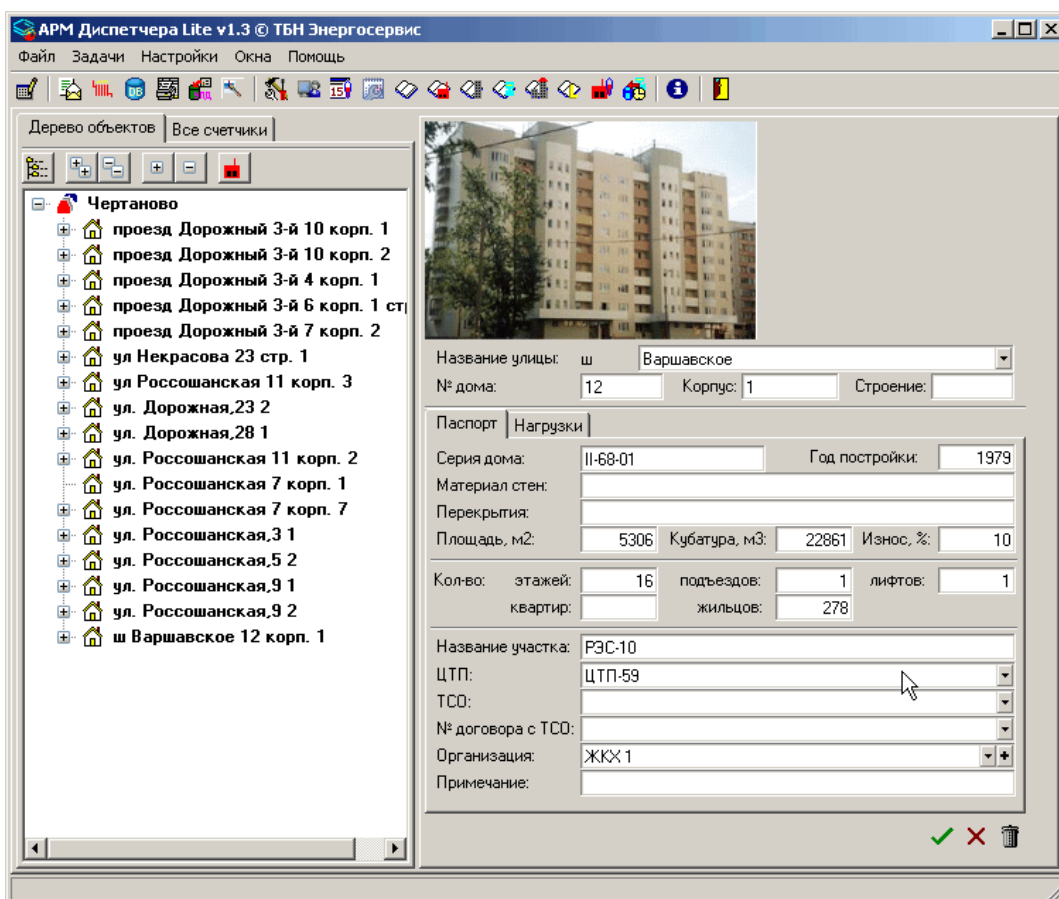 АРМ Диспетчера Lite v1.3 © ТБН Энергосервис
Файл Задачи Настройки Окна Помощь
Дерево объектов Все счетчики
Чертаново
проезд Дорожный 3-й 10 корп. 1
проезд Дорожный 3-й 10 корп. 2
проезд Дорожный 3-й 4 корп. 1
проезд Дорожный 3-й 6 корп. 1 ст
проезд Дорожный 3-й 7 корп. 2
ул Некрасова 23 стр. 1
ул Россошанская 11 корп. 3
ул. Дорожная,23 2
ул. Дорожная,28 1
ул. Россошанская 11 корп. 2
ул. Россошанская 7 корп. 1
ул. Россошанская 7 корп. 7
ул. Россошанская,3 1
ул. Россошанская,5 2
ул. Россошанская,9 1
ул. Россошанская,9 2
ш Варшавское 12 корп. 1
Название улицы: ш Варшавское
№ дома: 12 Корпус: 1 Строение:
Паспорт Нагрузки
Серия дома: II-68-01 Год постройки: 1979
Материал стен:
Перекрытия:
Площадь, м2: 5306 Кубатура, м3: 22861 Износ, %: 10
Кол-во: этажей: 16 подъездов: 1 лифтов: 1
квартир: жильцов: 278
Название участка: РЭС-10
ЦТП: ЦТП-59
ТСО:
№ договора с ТСО:
Организация: ЖКХ 1
Примечание: